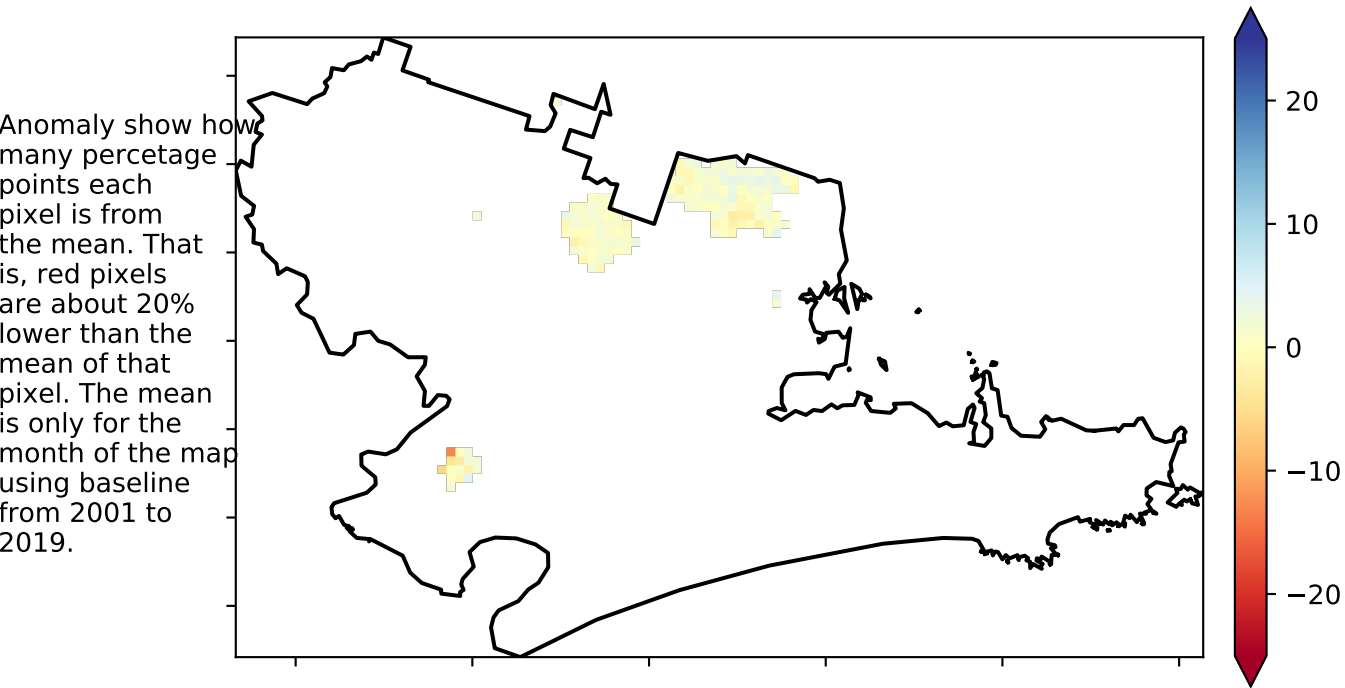 Anomaly show how
many percetage
points each
pixel is from
the mean. That
is, red pixels
are about 20%
lower than the
mean of that
pixel. The mean
is only for the
month of the map
using baseline
from 2001 to
2019.
20
10
0
−10
−20